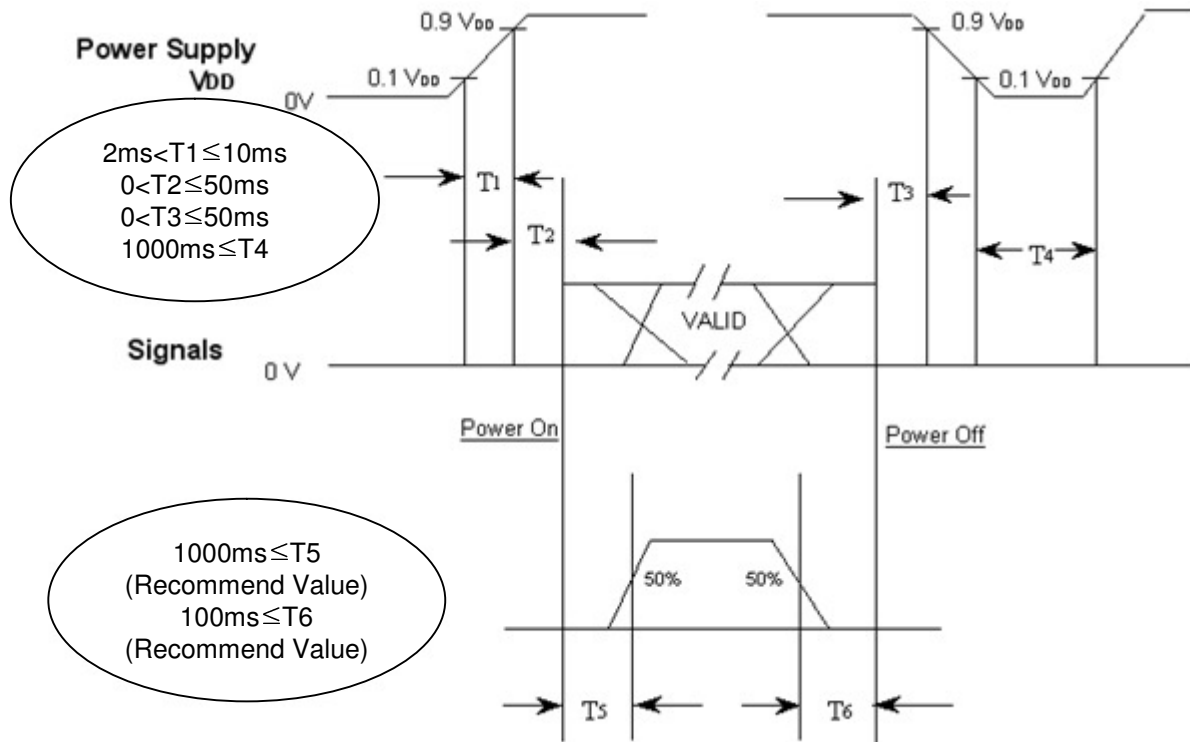 0.9 VDD
0.9 VDD
Power Supply
VDD
0.1 VDD
0.1 VDD
0V
2ms<T1≦10ms
0<T2≦50ms
0<T3≦50ms
1000ms≦T4
T1
T3
T2
T4
VALID
Signals
0 V
Power On
Power Off
1000ms≦T5
(Recommend Value)
100ms≦T6
(Recommend Value)
50%
50%
T5
T6